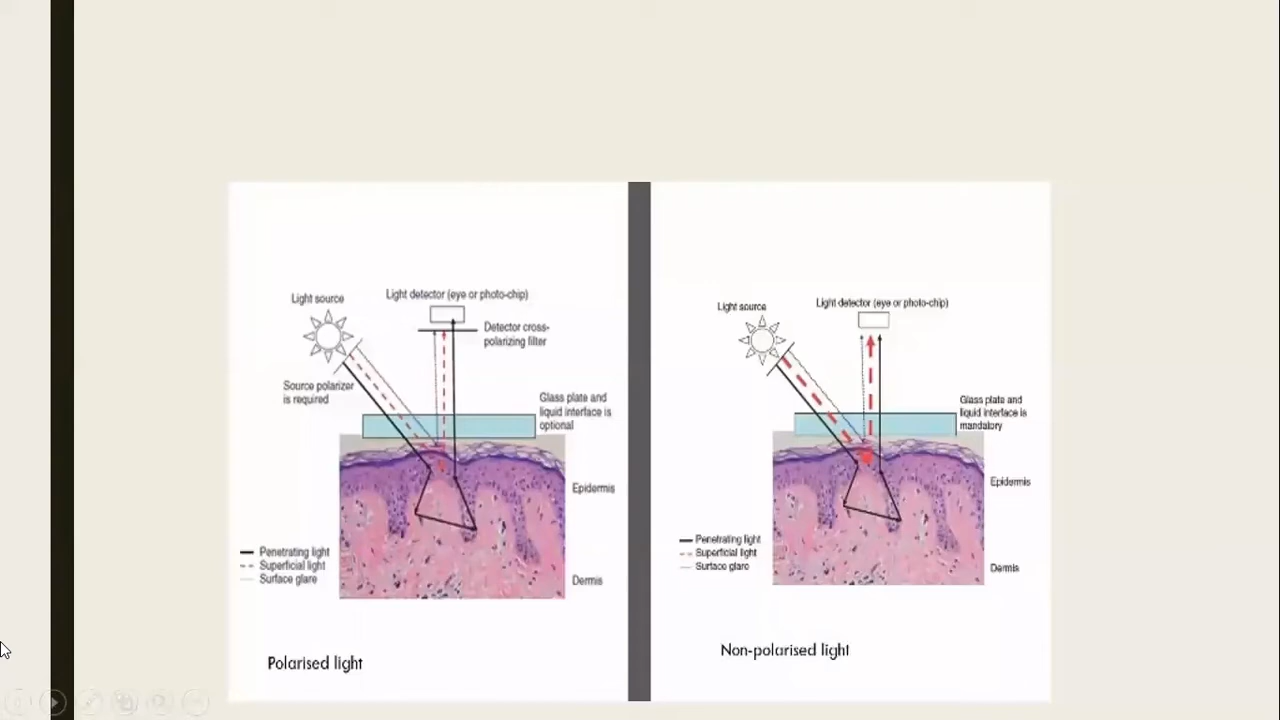 Light source
Light detector (eye or photo-chip)
Detector cross-
polarizing filter
Source polarizer
is required
Glass plate and
liquid interface is
optional
Epidermis
Penetrating light
Superficial light
Surface glare
Dermis
Polarised light
Light source
Light detector (eye or photo-chip)
Glass plate and
liquid interface is
mandatory
Epidermis
Penetrating light
Superficial light
Surface glare
Dermis
Non-polarised light